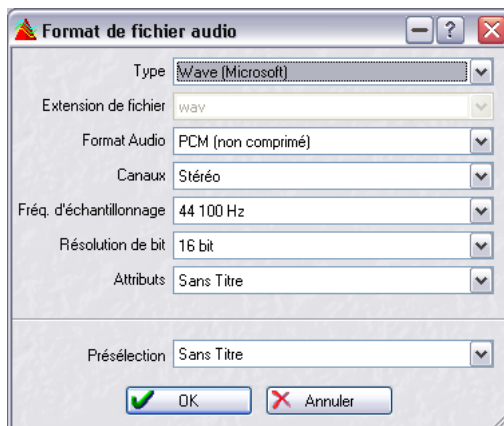 Format de fichier audio
Type Wave (Microsoft)
Extension de fichier wav
Format Audio PCM (non comprimé)
Canaux Stéréo
Fréq. d'échantillonnage 44 100 Hz
Résolution de bit 16 bit
Attributs Sans Titre
Présélection Sans Titre
OK Annuler